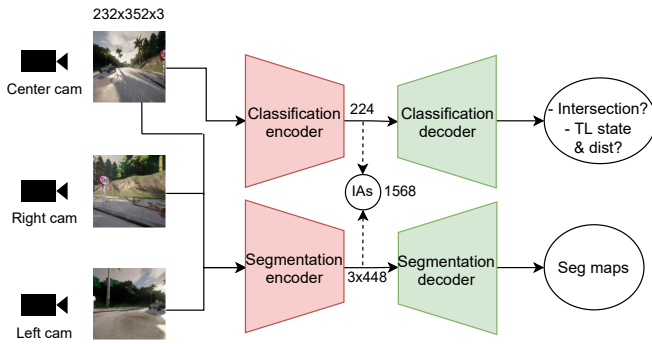 232x352x3
Center cam
Right cam
Left cam
Classification
encoder
224
Classification
decoder
- Intersection?
- TL state
& dist?
IAs
1568
Segmentation
encoder
3x448
Segmentation
decoder
Seg maps